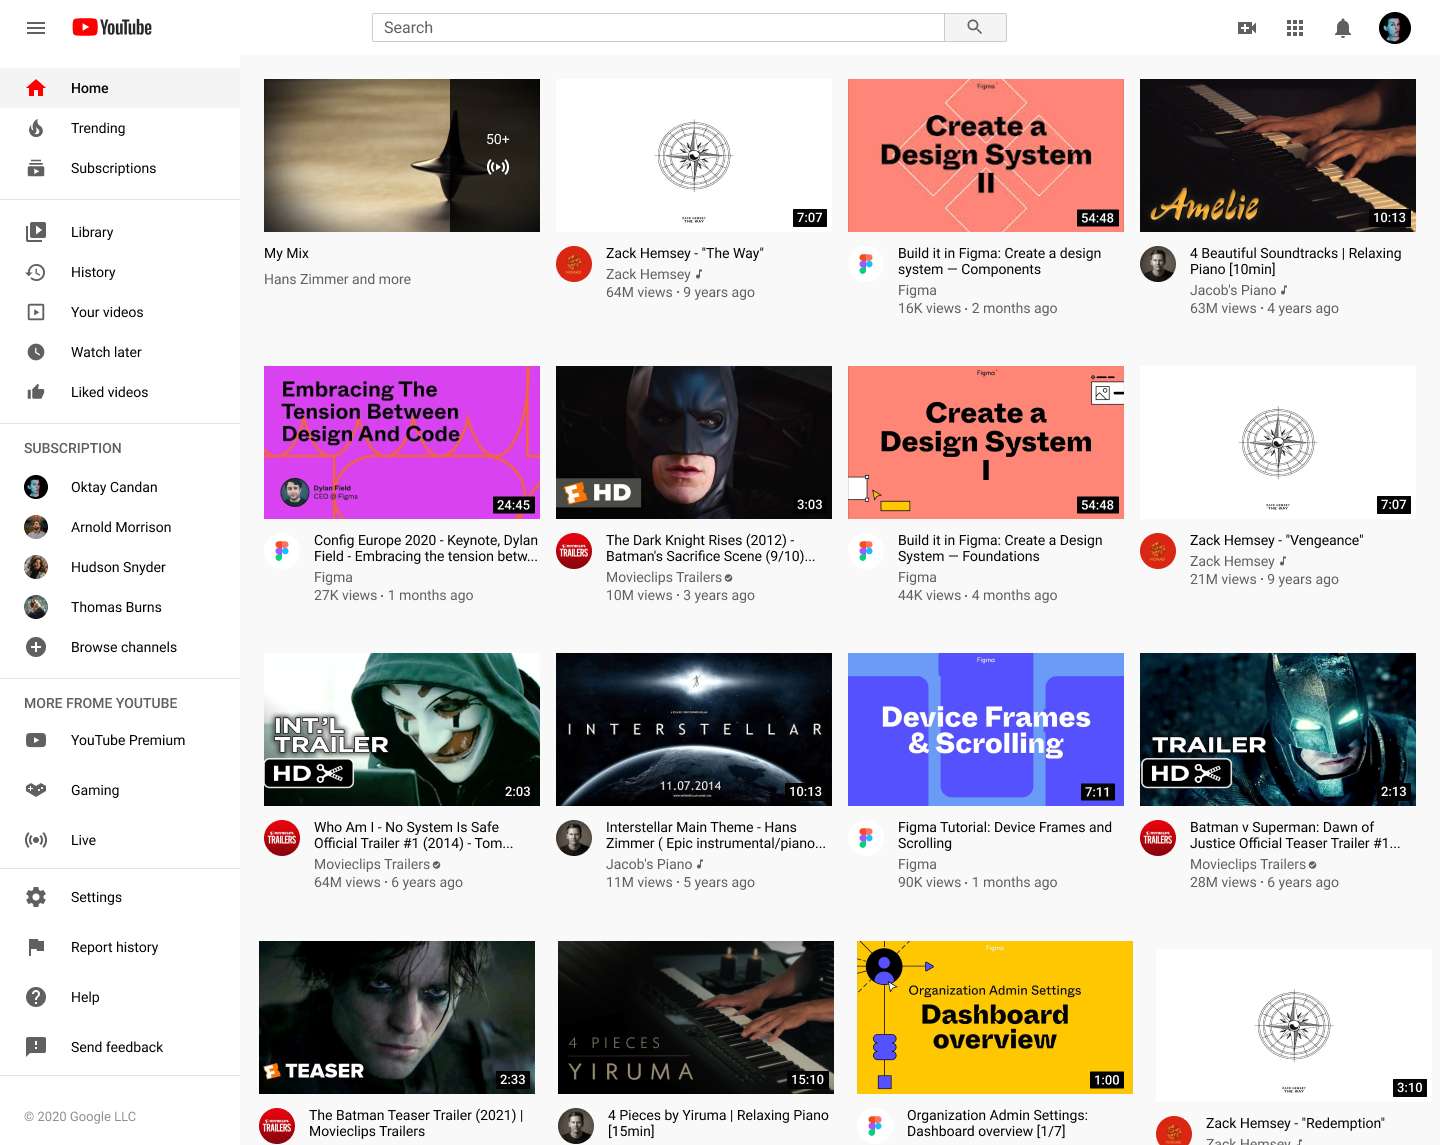 YouTube
Search
Home
Trending
Subscriptions
Library
History
Your videos
Watch later
Liked videos
SUBSCRIPTION
Oktay Candan
Arnold Morrison
Hudson Snyder
Thomas Burns
Browse channels
MORE FROME YOUTUBE
YouTube Premium
Gaming
Live
Settings
Report history
Help
Send feedback
© 2020 Google LLC
50+
My Mix
Hans Zimmer and more
ZACK HEMSEY
THE WAY
7:07
Zack Hemsey - "The Way"
Zack Hemsey
64M views · 9 years ago
Figma
Create a
Design System
II
54:48
Build it in Figma: Create a design
system — Components
Figma
16K views · 2 months ago
Amelie
10:13
4 Beautiful Soundtracks | Relaxing
Piano [10min]
Jacob's Piano
63M views · 4 years ago
Embracing The
Tension Between
Design And Code
Dylan Field
CEO @ Figma
24:45
Config Europe 2020 - Keynote, Dylan
Field - Embracing the tension betw...
Figma
27K views · 1 months ago
HD
3:03
TRAILERS
The Dark Knight Rises (2012) -
Batman's Sacrifice Scene (9/10)...
Movieclips Trailers
10M views · 3 years ago
Figma
Create a
Design System
I
54:48
Build it in Figma: Create a Design
System — Foundations
Figma
44K views · 4 months ago
ZACK HEMSEY
THE WAY
7:07
Zack Hemsey - "Vengeance"
Zack Hemsey
21M views · 9 years ago
INT.'L
TRAILER
HD
2:03
TRAILERS
Who Am I - No System Is Safe
Official Trailer #1 (2014) - Tom...
Movieclips Trailers
64M views · 6 years ago
INTERSTELLAR
11.07.2014
10:13
Interstellar Main Theme - Hans
Zimmer ( Epic instrumental/piano...
Jacob's Piano
11M views · 5 years ago
Figma
Device Frames
& Scrolling
7:11
Figma Tutorial: Device Frames and
Scrolling
Figma
90K views · 1 months ago
TRAILER
HD
2:13
TRAILERS
Batman v Superman: Dawn of
Justice Official Teaser Trailer #1...
Movieclips Trailers
28M views · 6 years ago
TEASER
2:33
TRAILERS
The Batman Teaser Trailer (2021) |
Movieclips Trailers
4 PIECES
YIRUMA
15:10
4 Pieces by Yiruma | Relaxing Piano
[15min]
Figma
Organization Admin Settings
Dashboard
overview
1:00
Organization Admin Settings:
Dashboard overview [1/7]
ZACK HEMSEY
THE WAY
3:10
Zack Hemsey - "Redemption"
Zack Hemsey